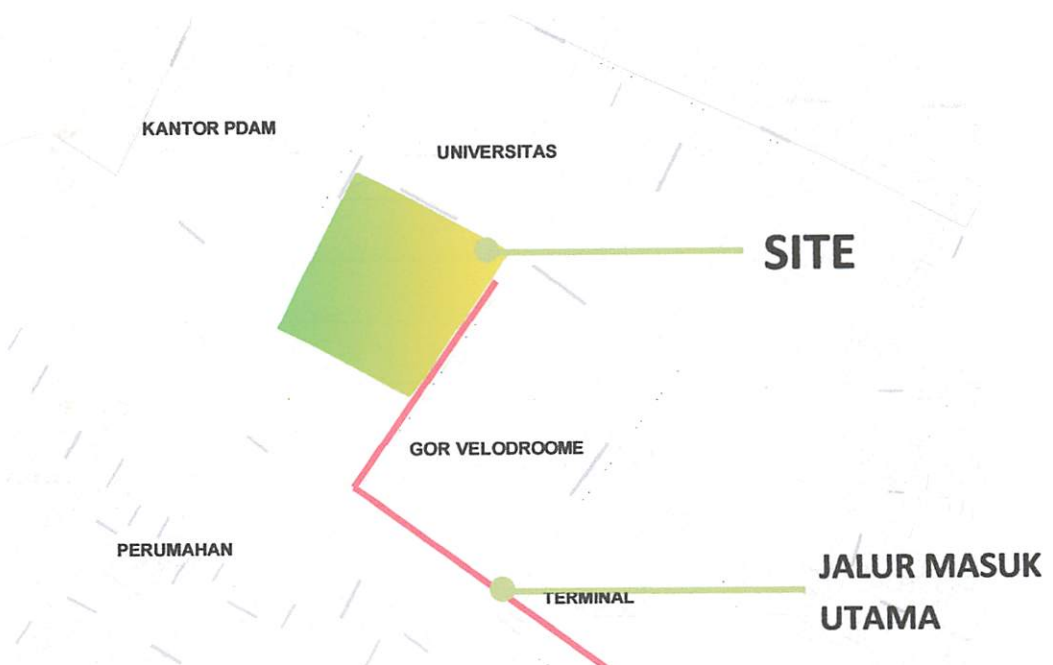 KANTOR PDAM
UNIVERSITAS
SITE
GOR VELODROOME
PERUMAHAN
JALUR MASUK
UTAMA
TERMINAL